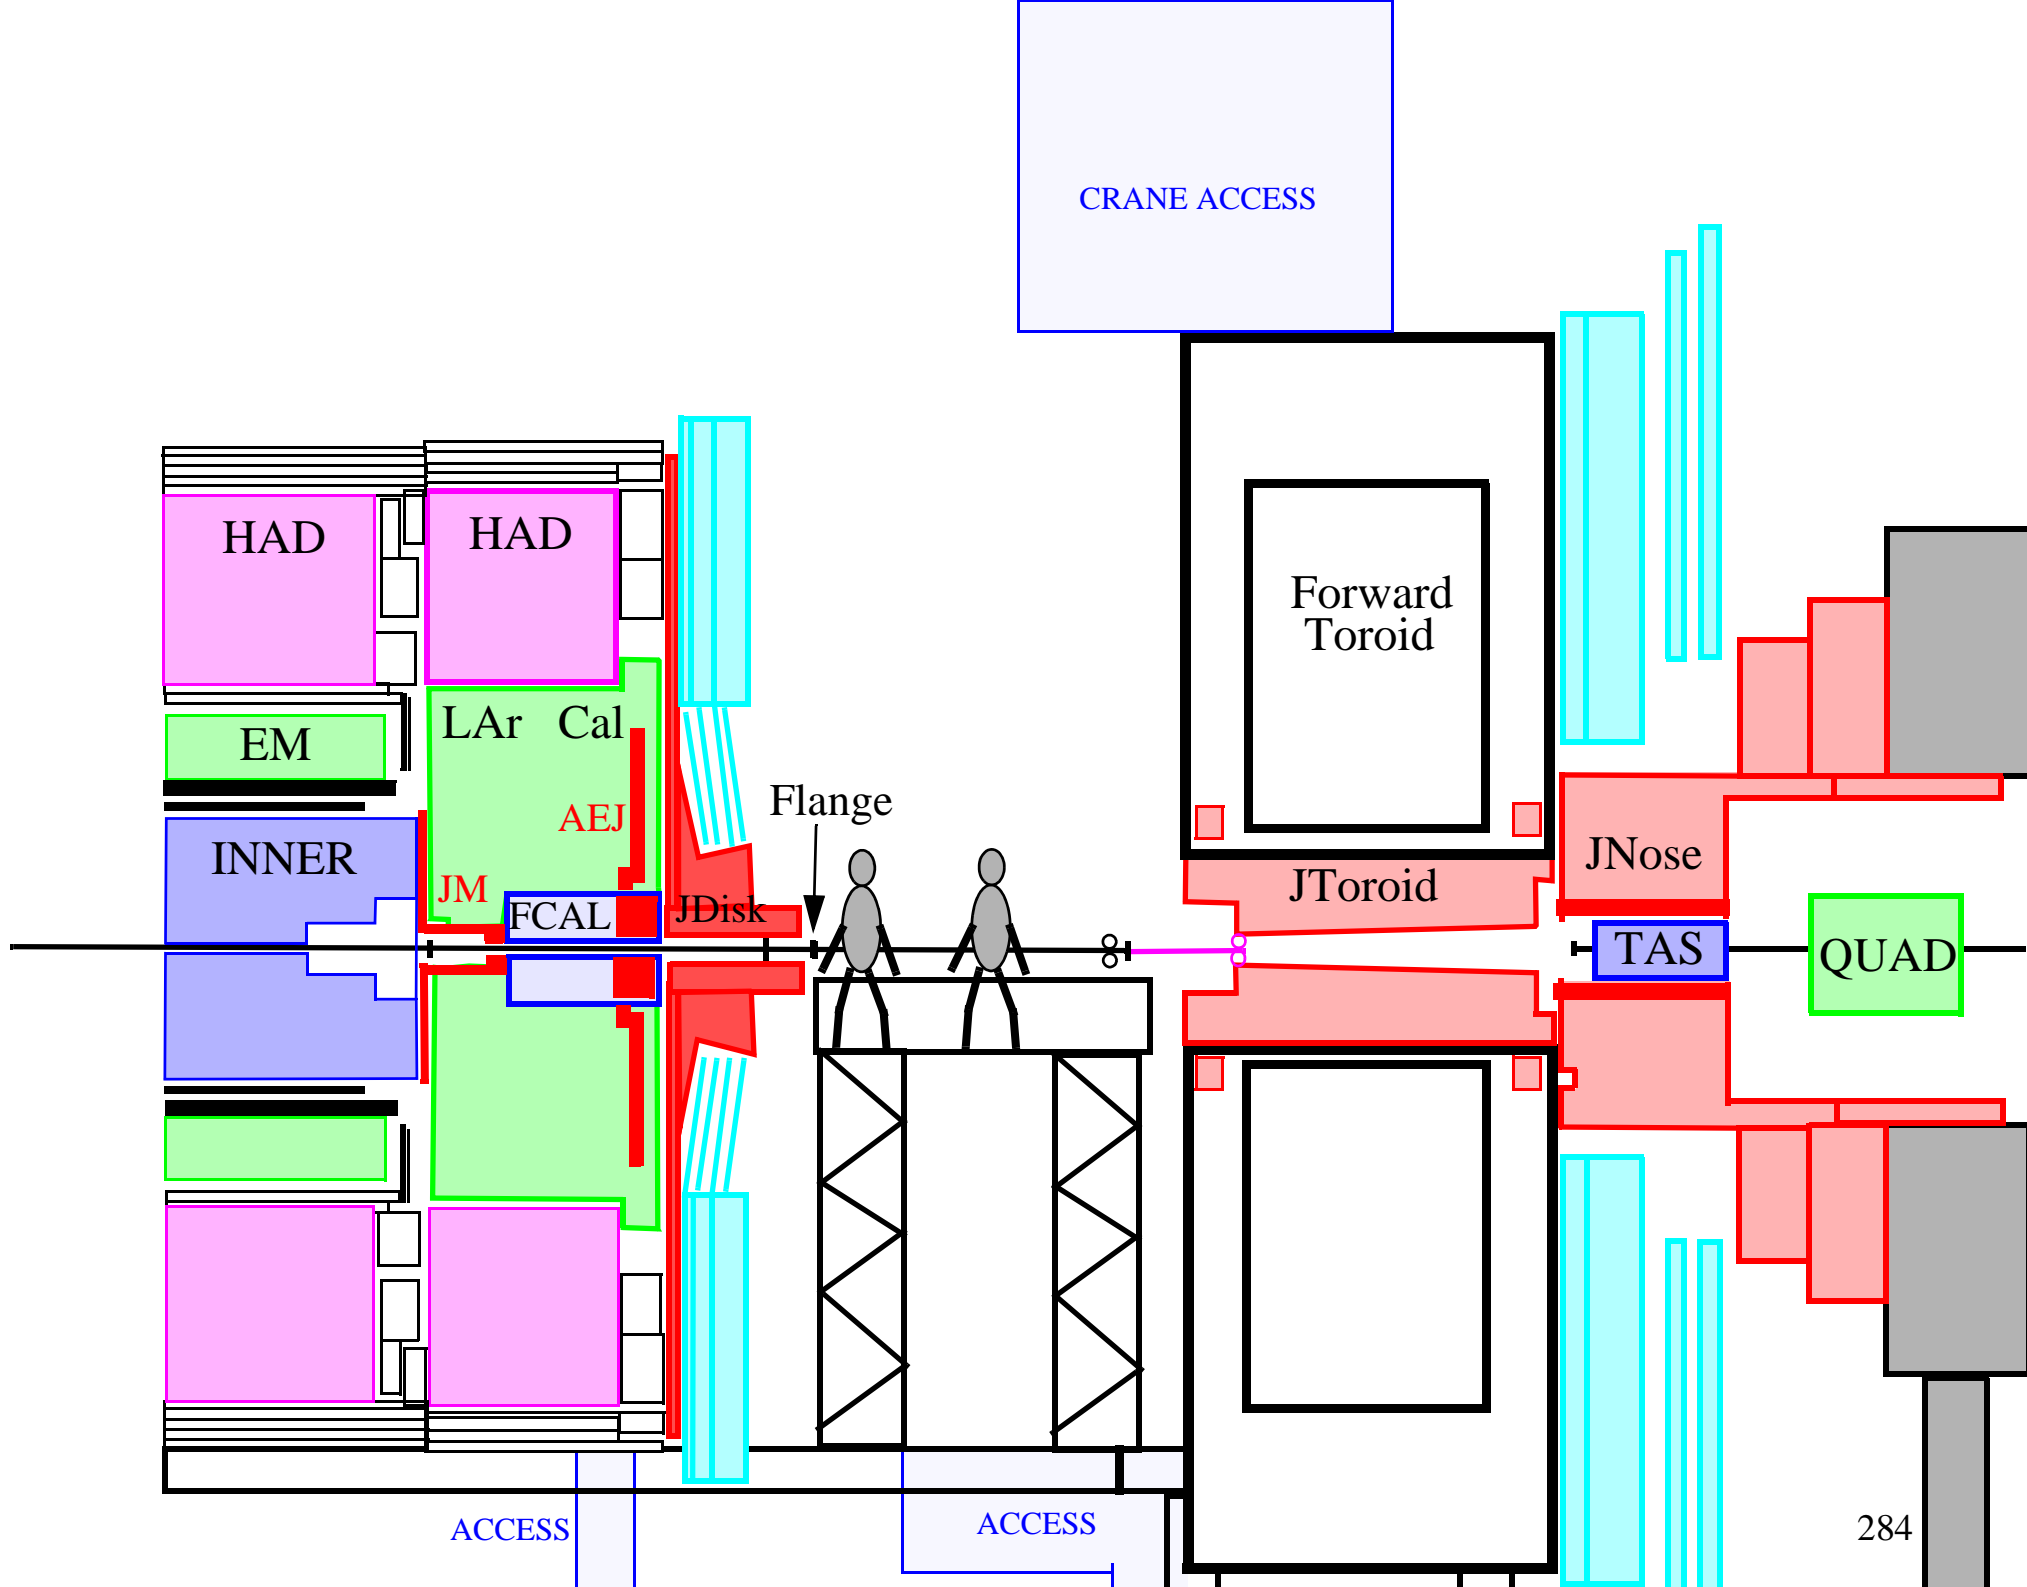 CRANE ACCESS
HAD
HAD
Forward
Toroid
LAr Cal
EM
Flange
AEJ
INNER
JNose
JM
JToroid
FCAL
JDisk
TAS
QUAD
ACCESS
ACCESS
284